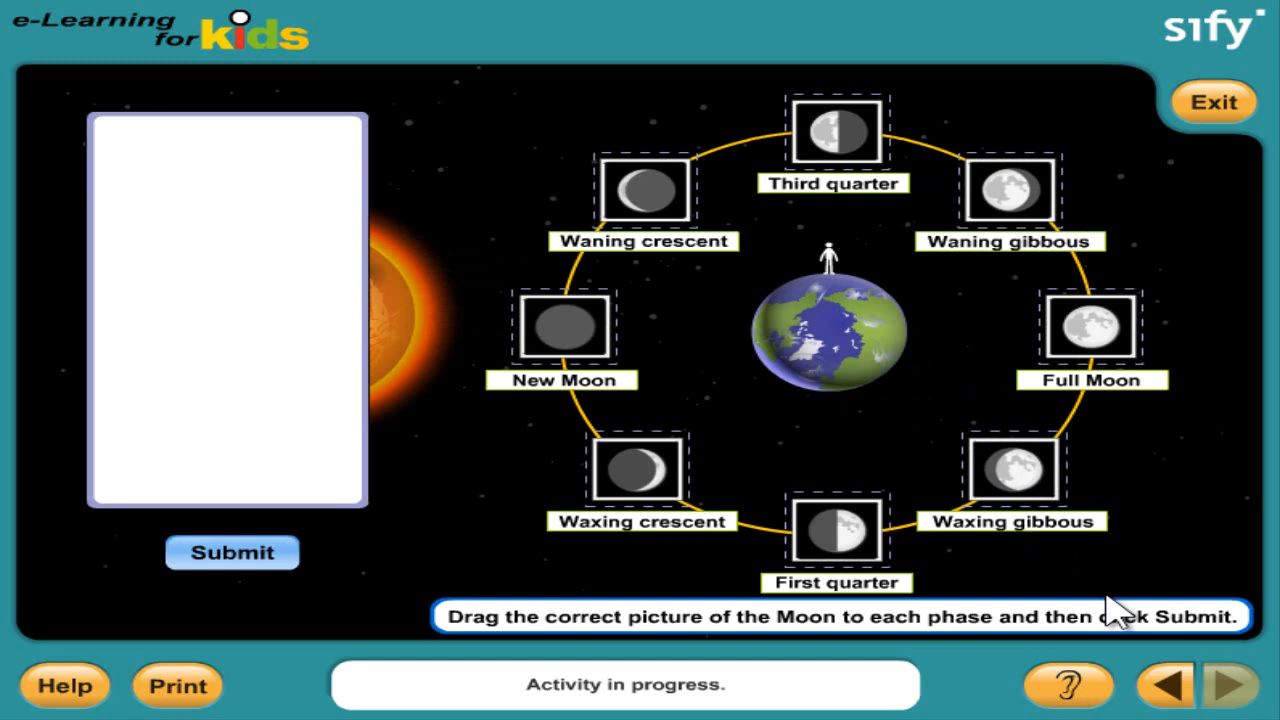 e-Learning
for kids
sify
Exit
Third quarter
Waning crescent
Waning gibbous
New Moon
Full Moon
Waxing crescent
Waxing gibbous
First quarter
Submit
Drag the correct picture of the Moon to each phase and then Submit.
Help
Print
Activity in progress.